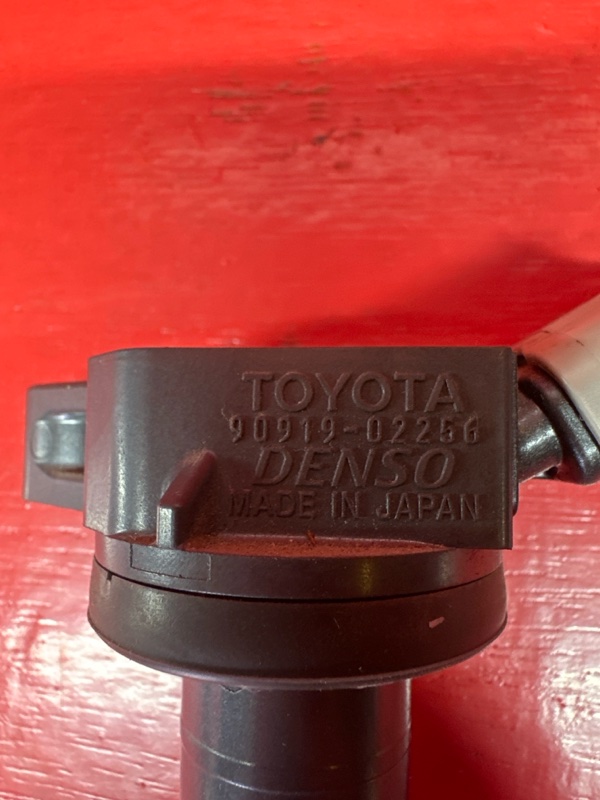 TOYOTA
90919-02256
DENSO
MADE IN JAPAN